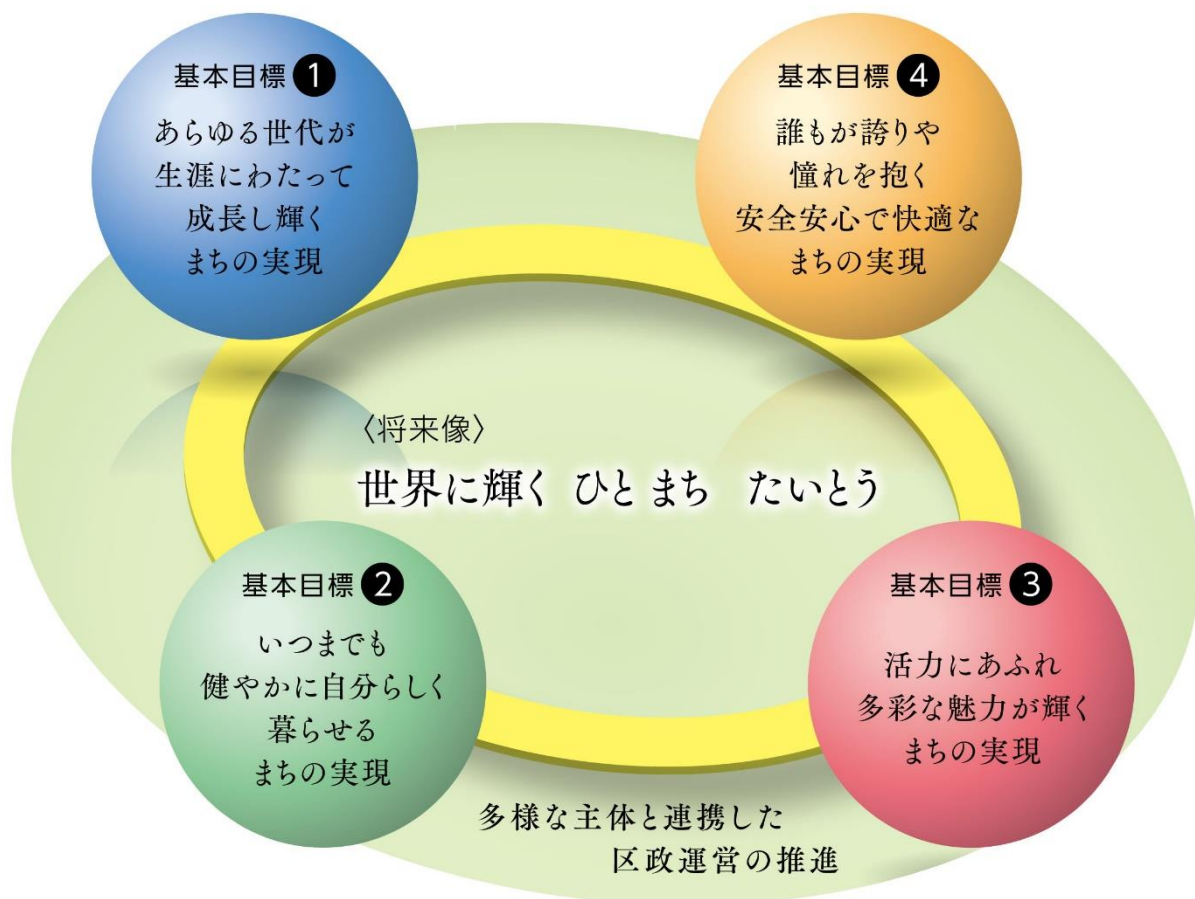 基本目標 1
あらゆる世代が
生涯にわたって
成長し輝く
まちの実現
基本目標 4
誰もが誇りや
憧れを抱く
安全安心で快適な
まちの実現
〈将来像〉
世界に輝く ひと まち たいとう
基本目標 2
いつまでも
健やかに自分らしく
暮らせる
まちの実現
基本目標 3
活力にあふれ
多彩な魅力が輝く
まちの実現
多様な主体と連携した
区政運営の推進